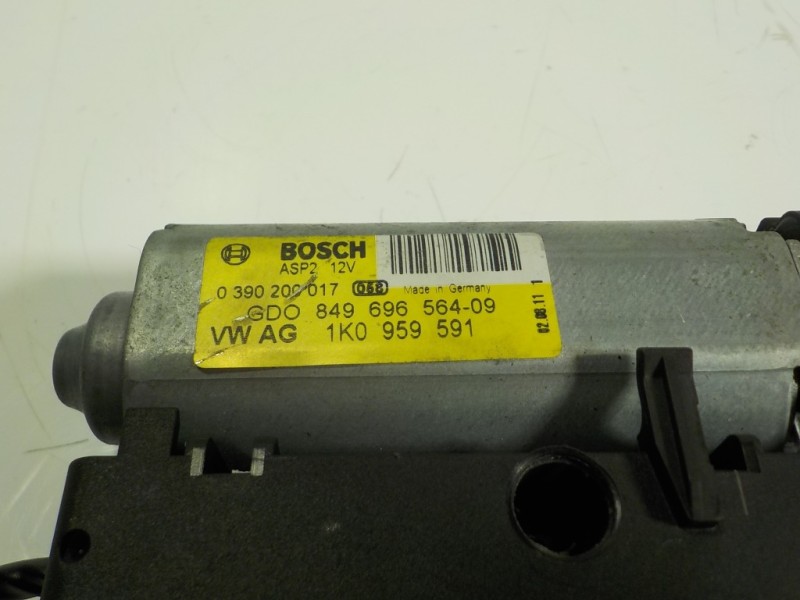 BOSCH
ASP2 12V
0 390 200 017 058 Made in Germany
GDO 849 696 564-09
VW AG 1K0 959 591
02.08.11 1